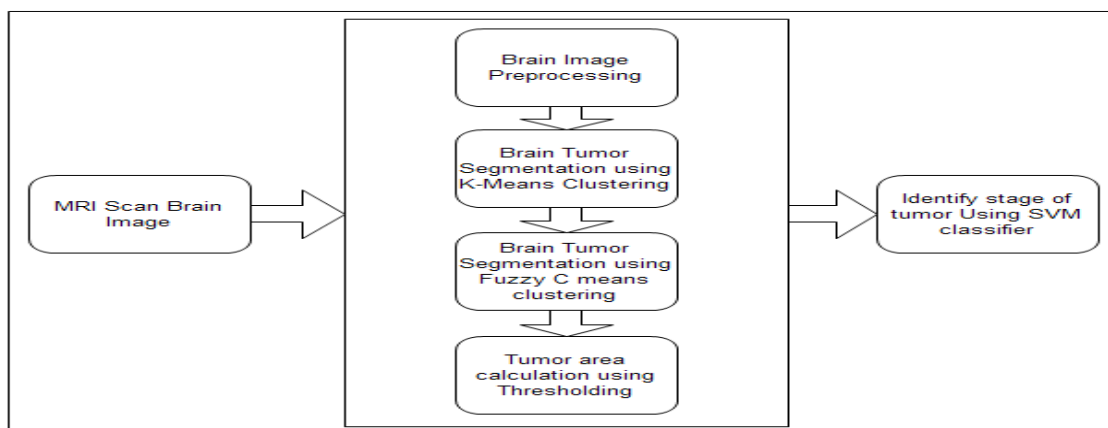 MRI Scan Brain
Image
Brain Image
Preprocessing
Brain Tumor
Segmentation using
K-Means Clustering
Brain Tumor
Segmentation using
Fuzzy C means
clustering
Tumor area
calculation using
Thresholding
Identify stage of
tumor Using SVM
classifier